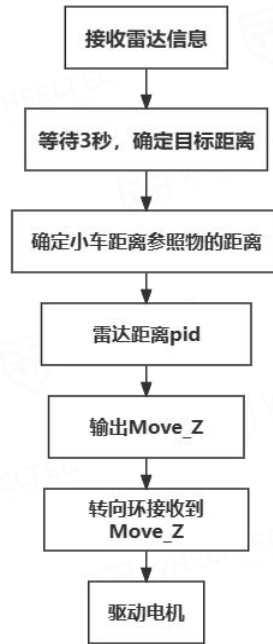 接收雷达信息
等待3秒，确定目标距离
确定小车距离参照物的距离
雷达距离pid
输出Move_Z
转向环接收到
Move_Z
驱动电机